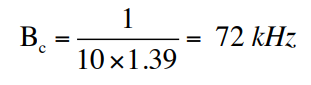 B_c = 1 / (10 × 1.39) = 72 kHz